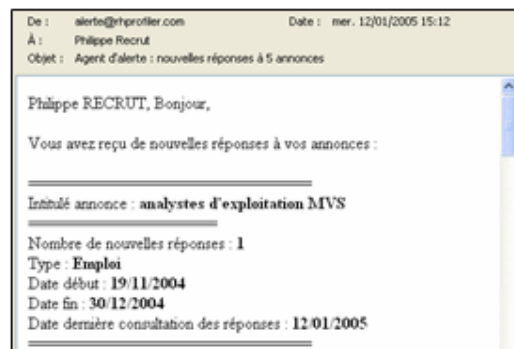 De : alerte@rhprofiler.com Date : mer. 12/01/2005 15:12
À : Philippe Recrut
Objet : Agent d'alerte : nouvelles réponses à 5 annonces
Philippe RECRUT, Bonjour,
Vous avez reçu de nouvelles réponses à vos annonces :
Intitulé annonce : analystes d'exploitation MVS
Nombre de nouvelles réponses : 1
Type : Emploi
Date début : 19/11/2004
Date fin : 30/12/2004
Date dernière consultation des réponses : 12/01/2005